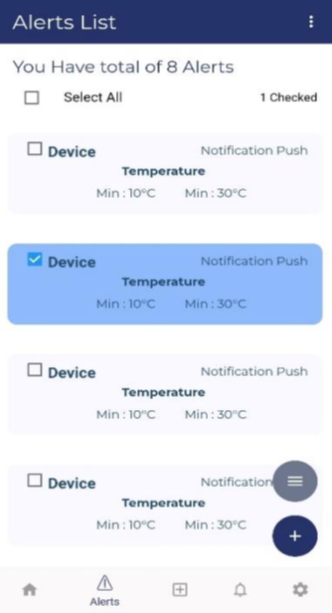 Alerts List
You Have total of 8 Alerts
Select All 1 Checked
Device Notification Push
Temperature
Min : 10°C Min : 30°C
Device Notification Push
Temperature
Min : 10°C Min : 30°C
Device Notification Push
Temperature
Min : 10°C Min : 30°C
Device Notification
Temperature
Min : 10°C Min : 30°C
Alerts